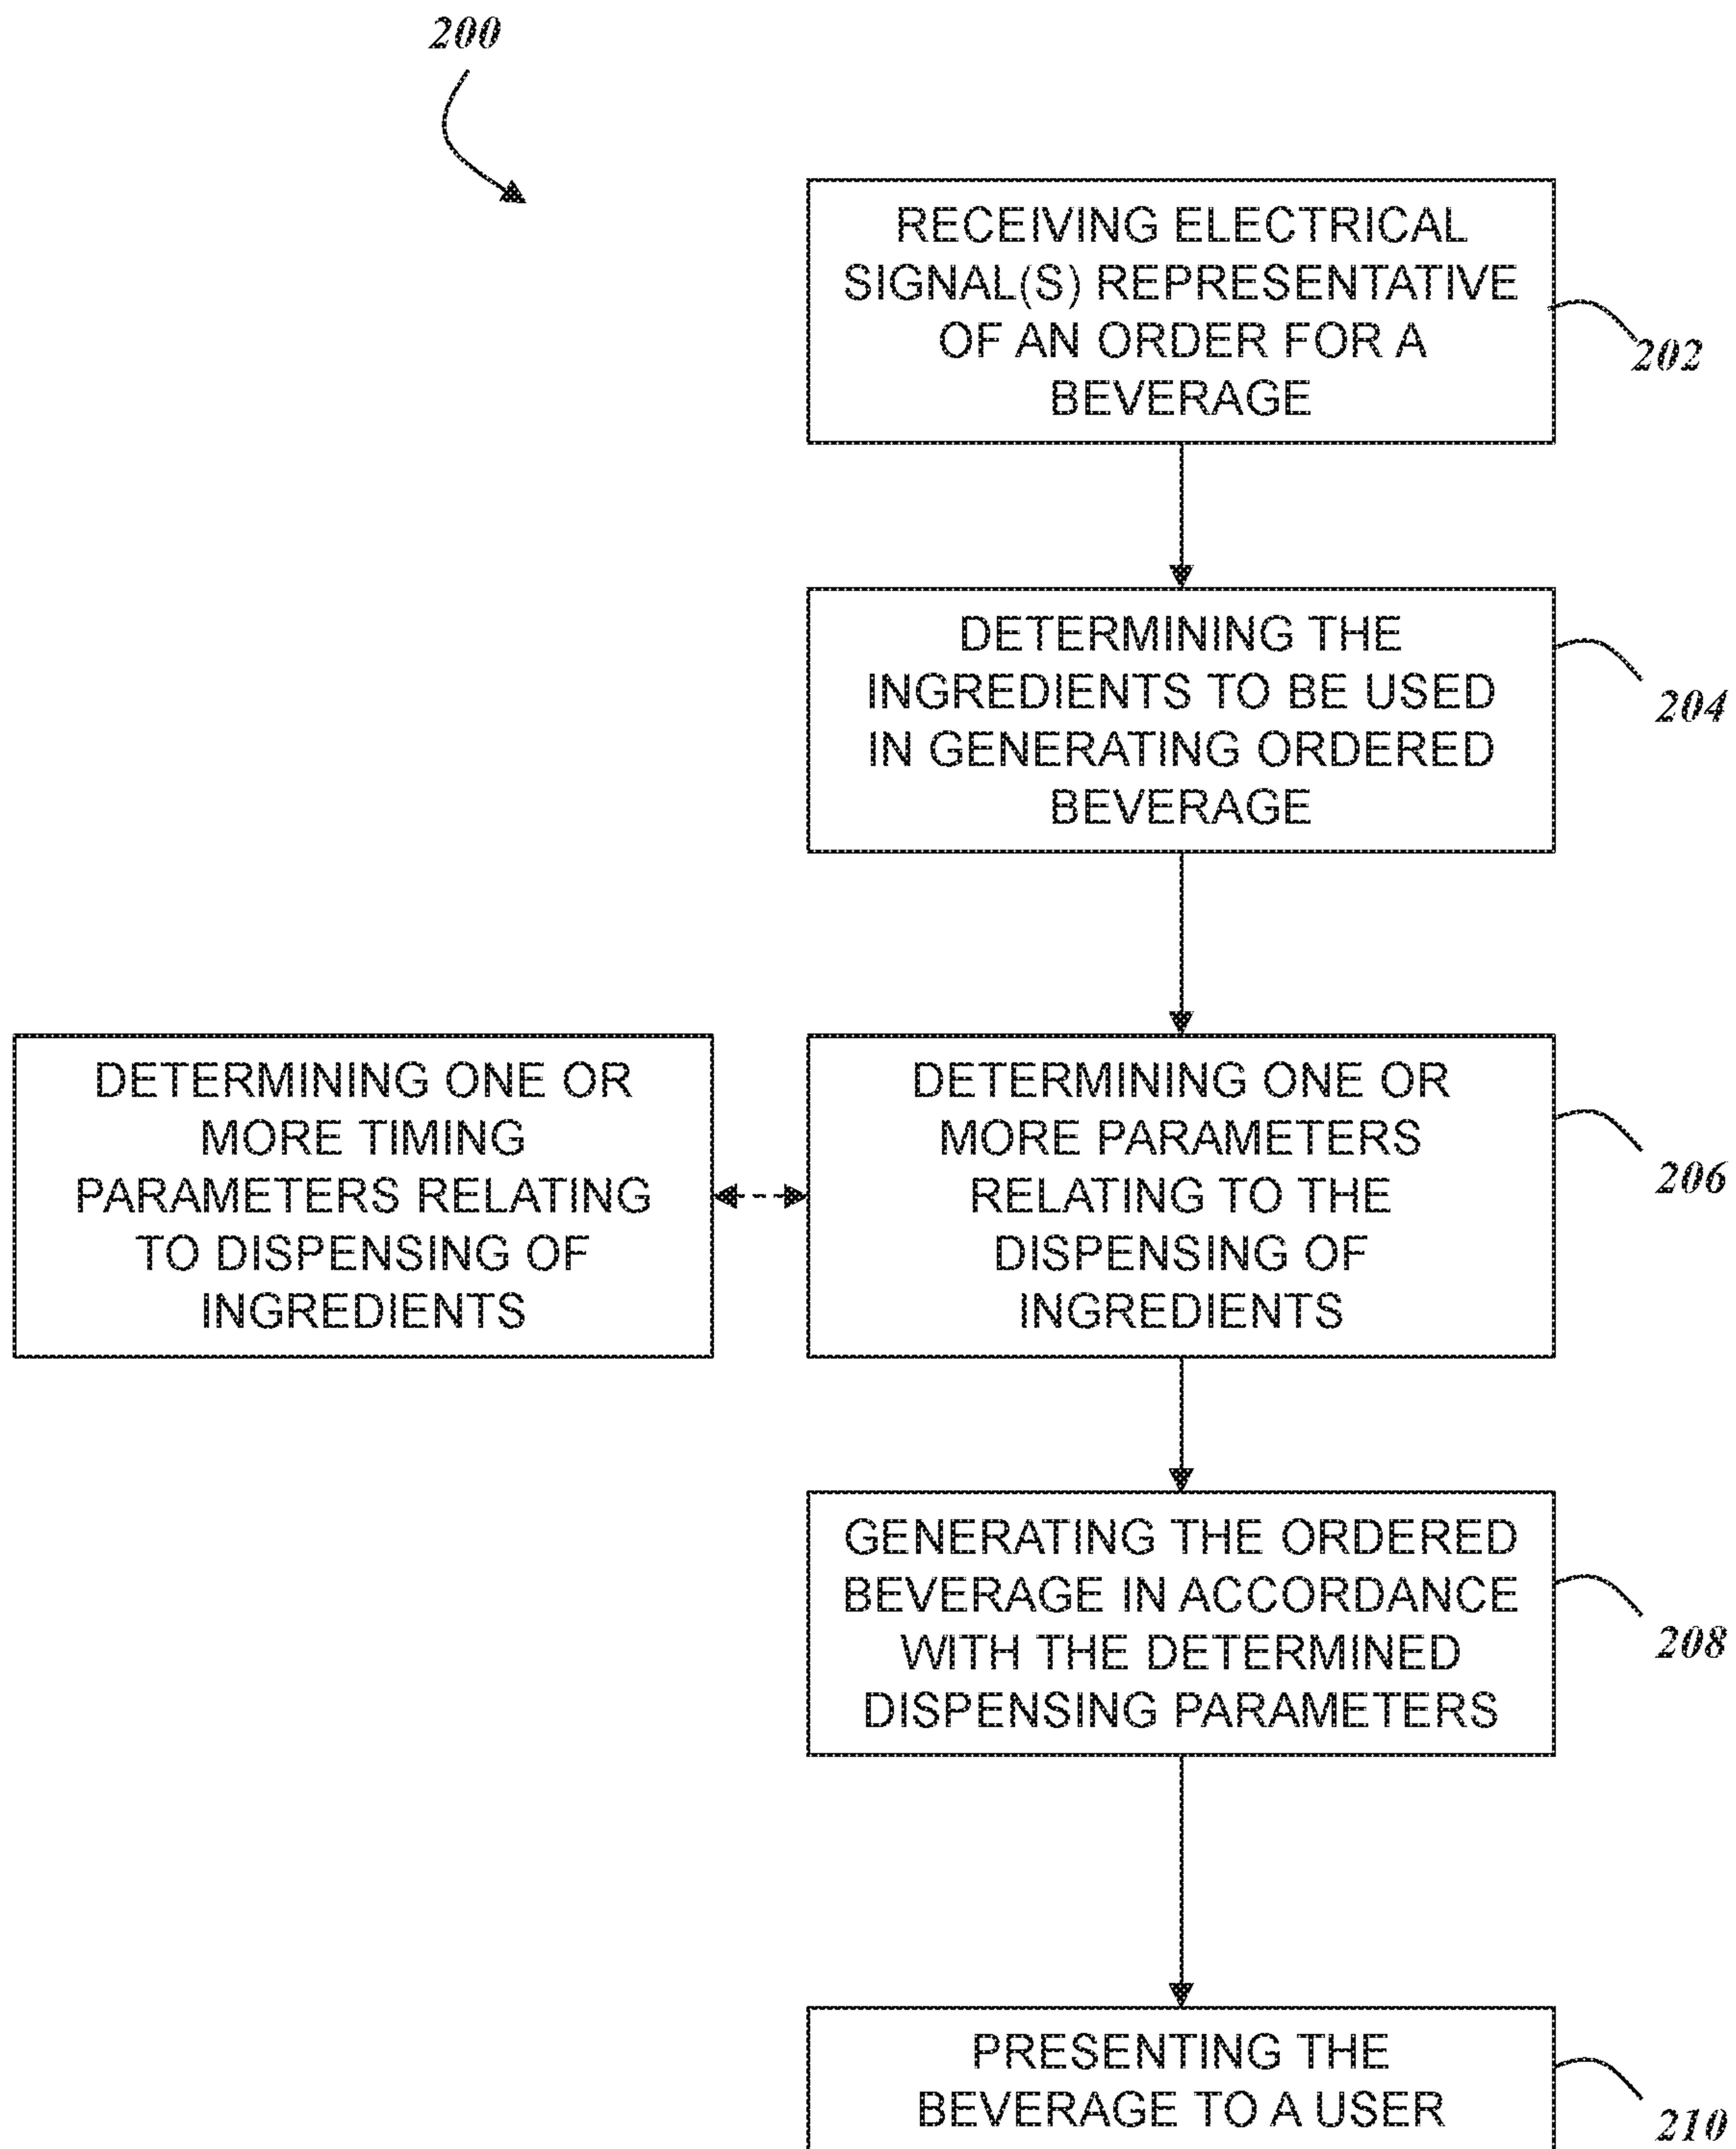 200
RECEIVING ELECTRICAL
SIGNAL(S) REPRESENTATIVE
OF AN ORDER FOR A
BEVERAGE
202
DETERMINING THE
INGREDIENTS TO BE USED
IN GENERATING ORDERED
BEVERAGE
204
DETERMINING ONE OR
MORE TIMING
PARAMETERS RELATING
TO DISPENSING OF
INGREDIENTS
DETERMINING ONE OR
MORE PARAMETERS
RELATING TO THE
DISPENSING OF
INGREDIENTS
206
GENERATING THE ORDERED
BEVERAGE IN ACCORDANCE
WITH THE DETERMINED
DISPENSING PARAMETERS
208
PRESENTING THE
BEVERAGE TO A USER
210